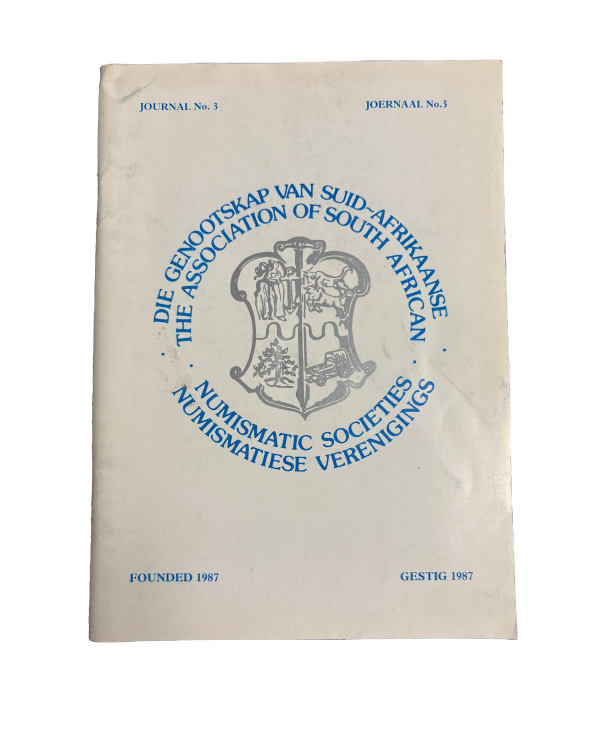 JOURNAL No. 3
JOERNAAL No.3
· DIE GENOOTSKAP VAN SUID~AFRIKAANSE ·
· THE ASSOCIATION OF SOUTH AFRICAN ·
NUMISMATIC SOCIETIES
NUMISMATIESE VERENIGINGS
FOUNDED 1987
GESTIG 1987